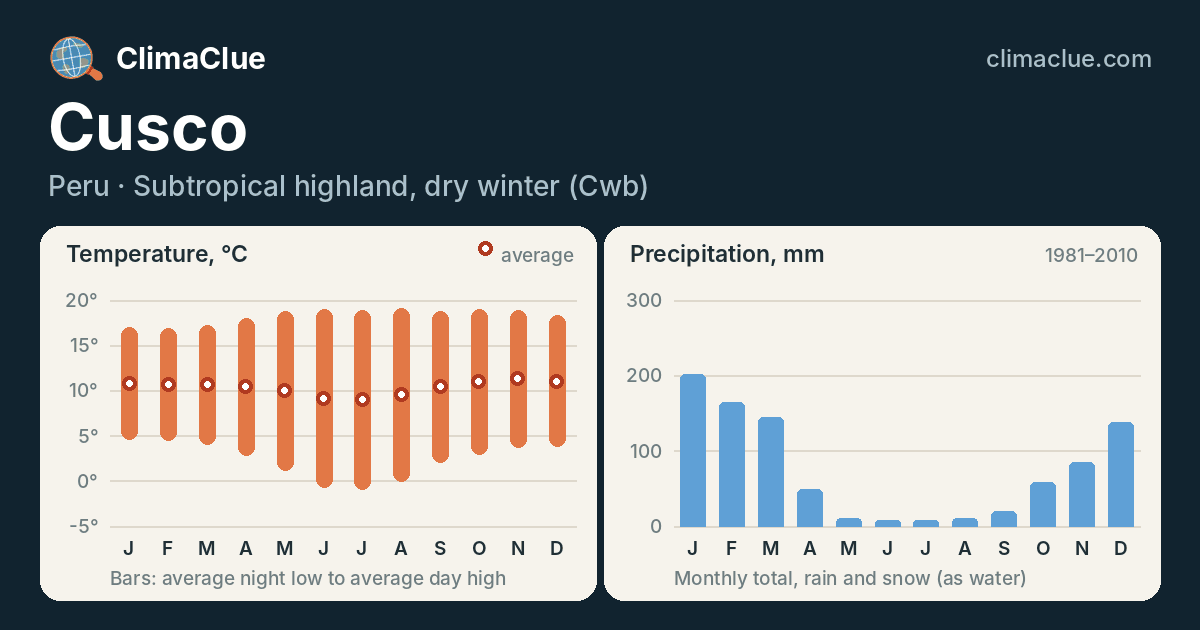 ClimaClue
climaclue.com
Cusco
Peru · Subtropical highland, dry winter (Cwb)
Temperature, °C
average
20°
15°
10°
5°
0°
-5°
J F M A M J J A S O N D
Bars: average night low to average day high
Precipitation, mm
1981–2010
300
200
100
0
J F M A M J J A S O N D
Monthly total, rain and snow (as water)